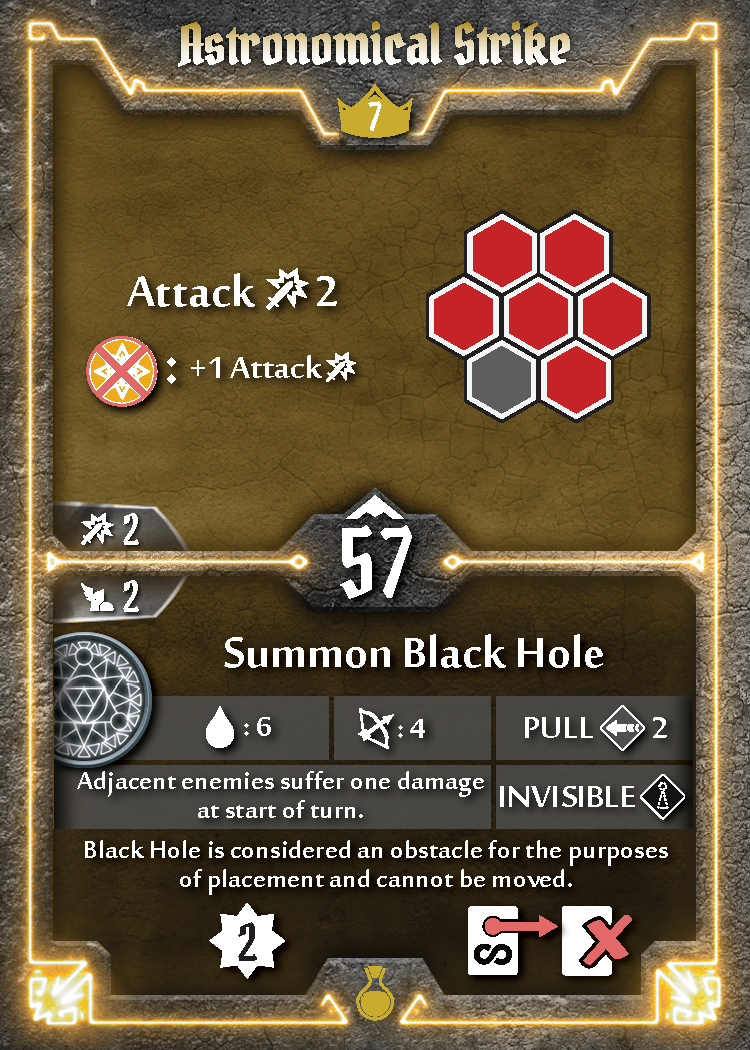 Astronomical Strike
7
Attack 2
: +1 Attack
2
57
2
Summon Black Hole
: 6
: 4
PULL 2
Adjacent enemies suffer one damage
at start of turn.
INVISIBLE
Black Hole is considered an obstacle for the purposes
of placement and cannot be moved.
2